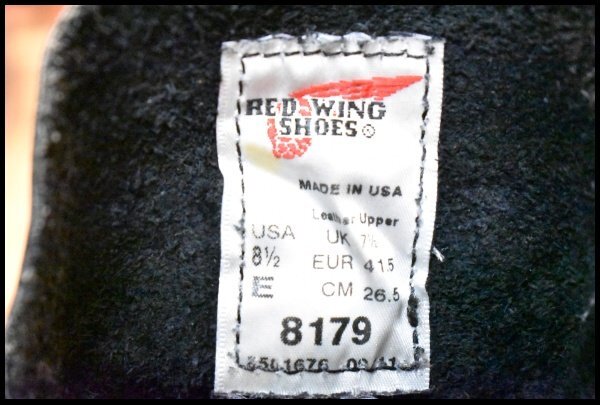 RED WING
SHOES
MADE IN USA
Leather Upper
USA UK 7½
8½ EUR 41.5
E CM 26.5
8179